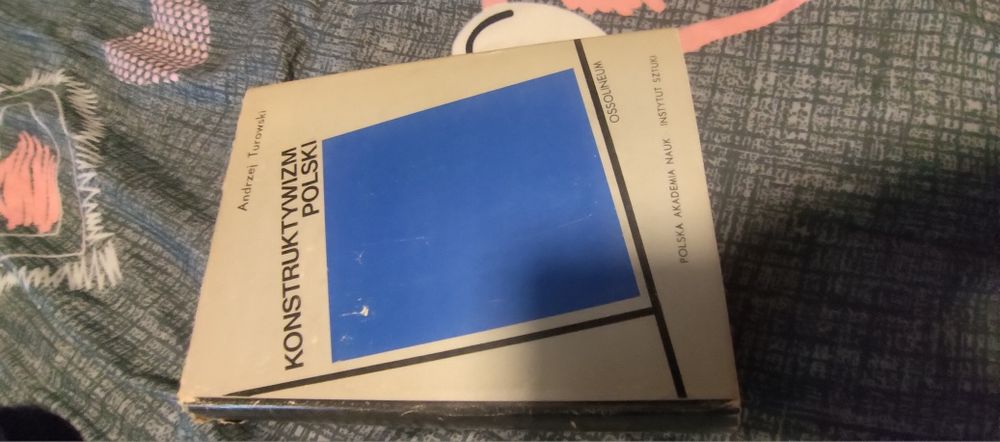 Andrzej Turowski
KONSTRUKTYWIZM
POLSKI
OSSOLINEUM
POLSKA AKADEMIA NAUK INSTYTUT SZTUKI